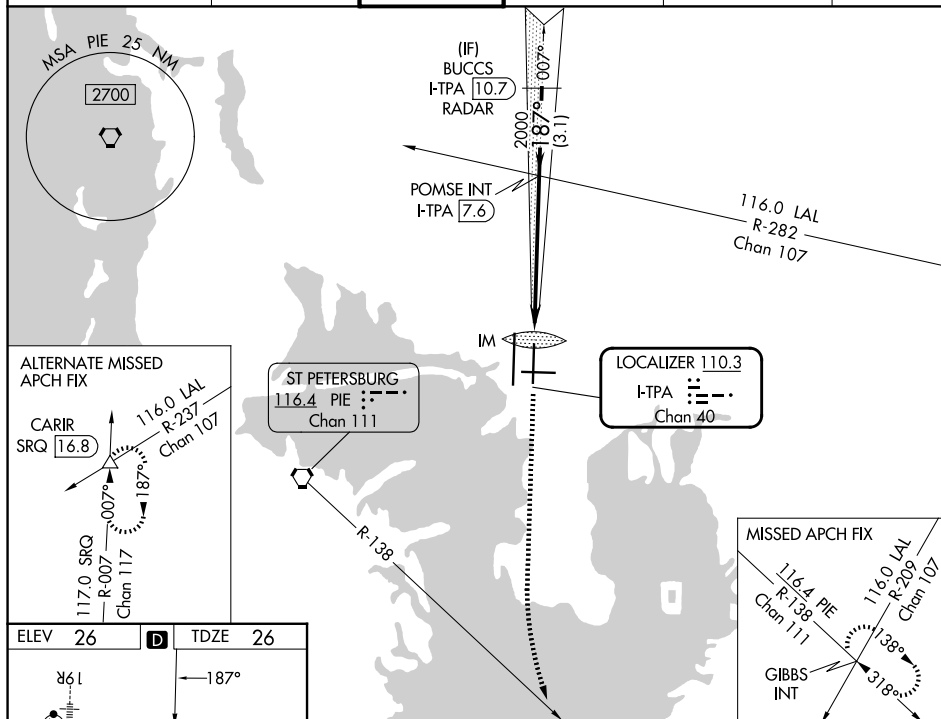 MSA PIE 25 NM
2700
(IF)
BUCCS
I-TPA 10.7
RADAR
2000
187°
007°
(3.1)
POMSE INT
I-TPA 7.6
116.0 LAL
R-282
Chan 107
IM
LOCALIZER 110.3
I-TPA
Chan 40
ST PETERSBURG
116.4 PIE
Chan 111
R-138
ALTERNATE MISSED
APCH FIX
CARIR
SRQ 16.8
116.0 LAL
R-237
Chan 107
007°
187°
117.0 SRQ
R-007
Chan 117
MISSED APCH FIX
116.4 PIE
R-138
Chan 111
116.0 LAL
R-209
Chan 107
138°
318°
GIBBS
INT
ELEV 26
D
TDZE 26
187°
19R